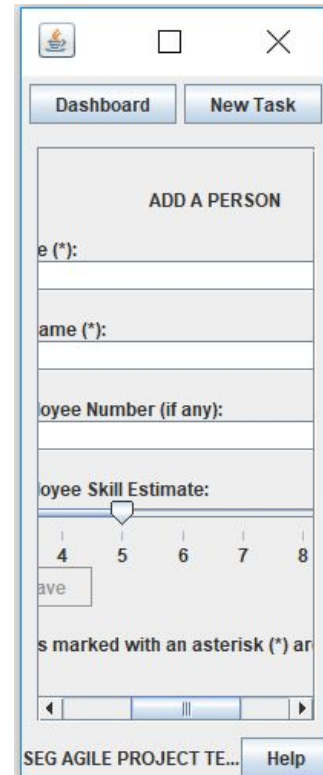 Dashboard New Task
ADD A PERSON
e (*):
ame (*):
loyee Number (if any):
loyee Skill Estimate:
4 5 6 7 8
ave
s marked with an asterisk (*) ar
SEG AGILE PROJECT TE... Help